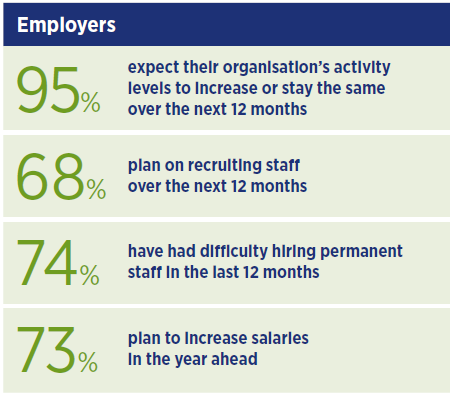 Employers
95%
expect their organisation's activity
levels to increase or stay the same
over the next 12 months
68%
plan on recruiting staff
over the next 12 months
74%
have had difficulty hiring permanent
staff in the last 12 months
73%
plan to increase salaries
in the year ahead